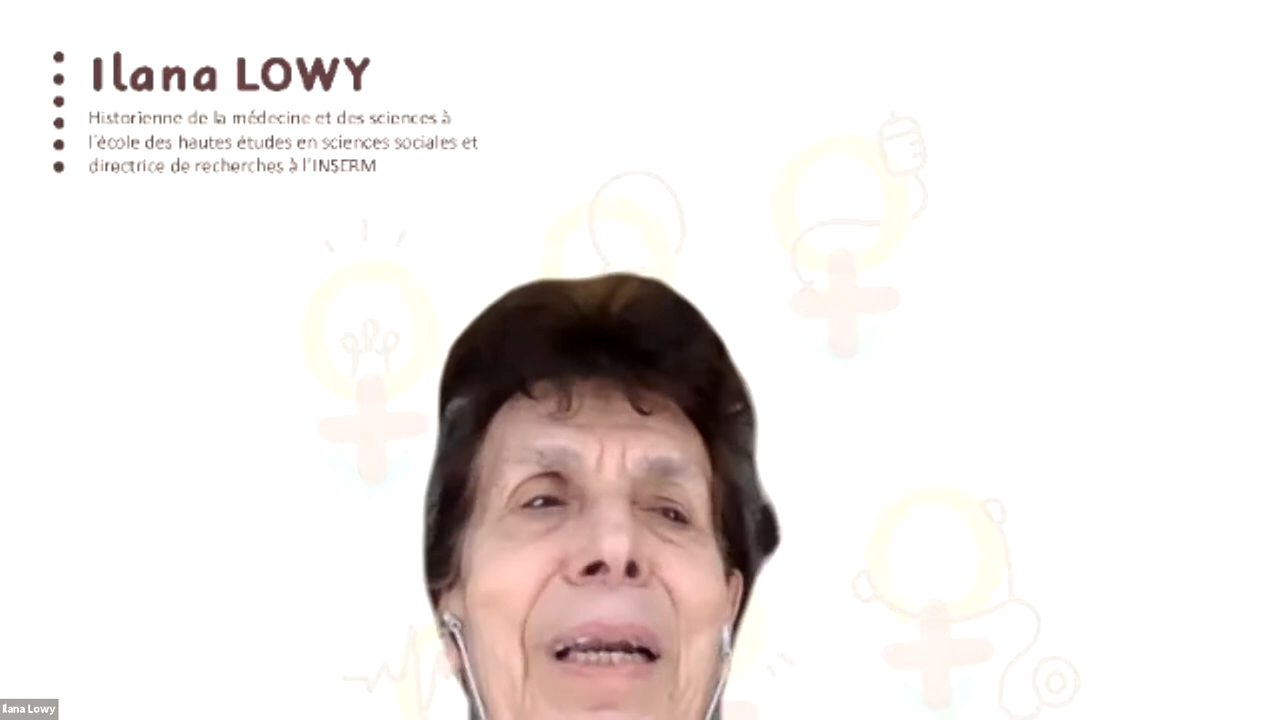 Ilana LOWY
Historienne de la médecine et des sciences à
l'école des hautes études en sciences sociales et
directrice de recherches à l'INSERM
Ilana Lowy